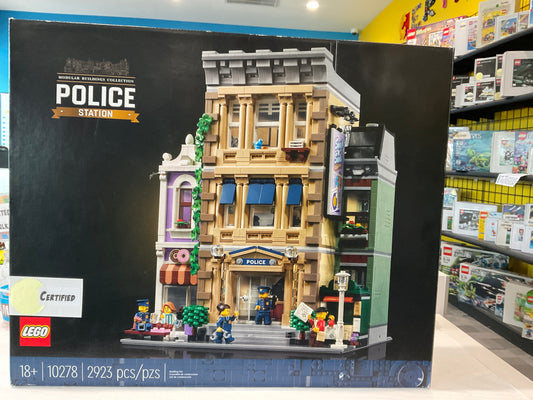 MODULAR BUILDINGS COLLECTION
POLICE
STATION
POLICE
CERTIFIED
LEGO
18+ 10278 2923 pcs/pzs